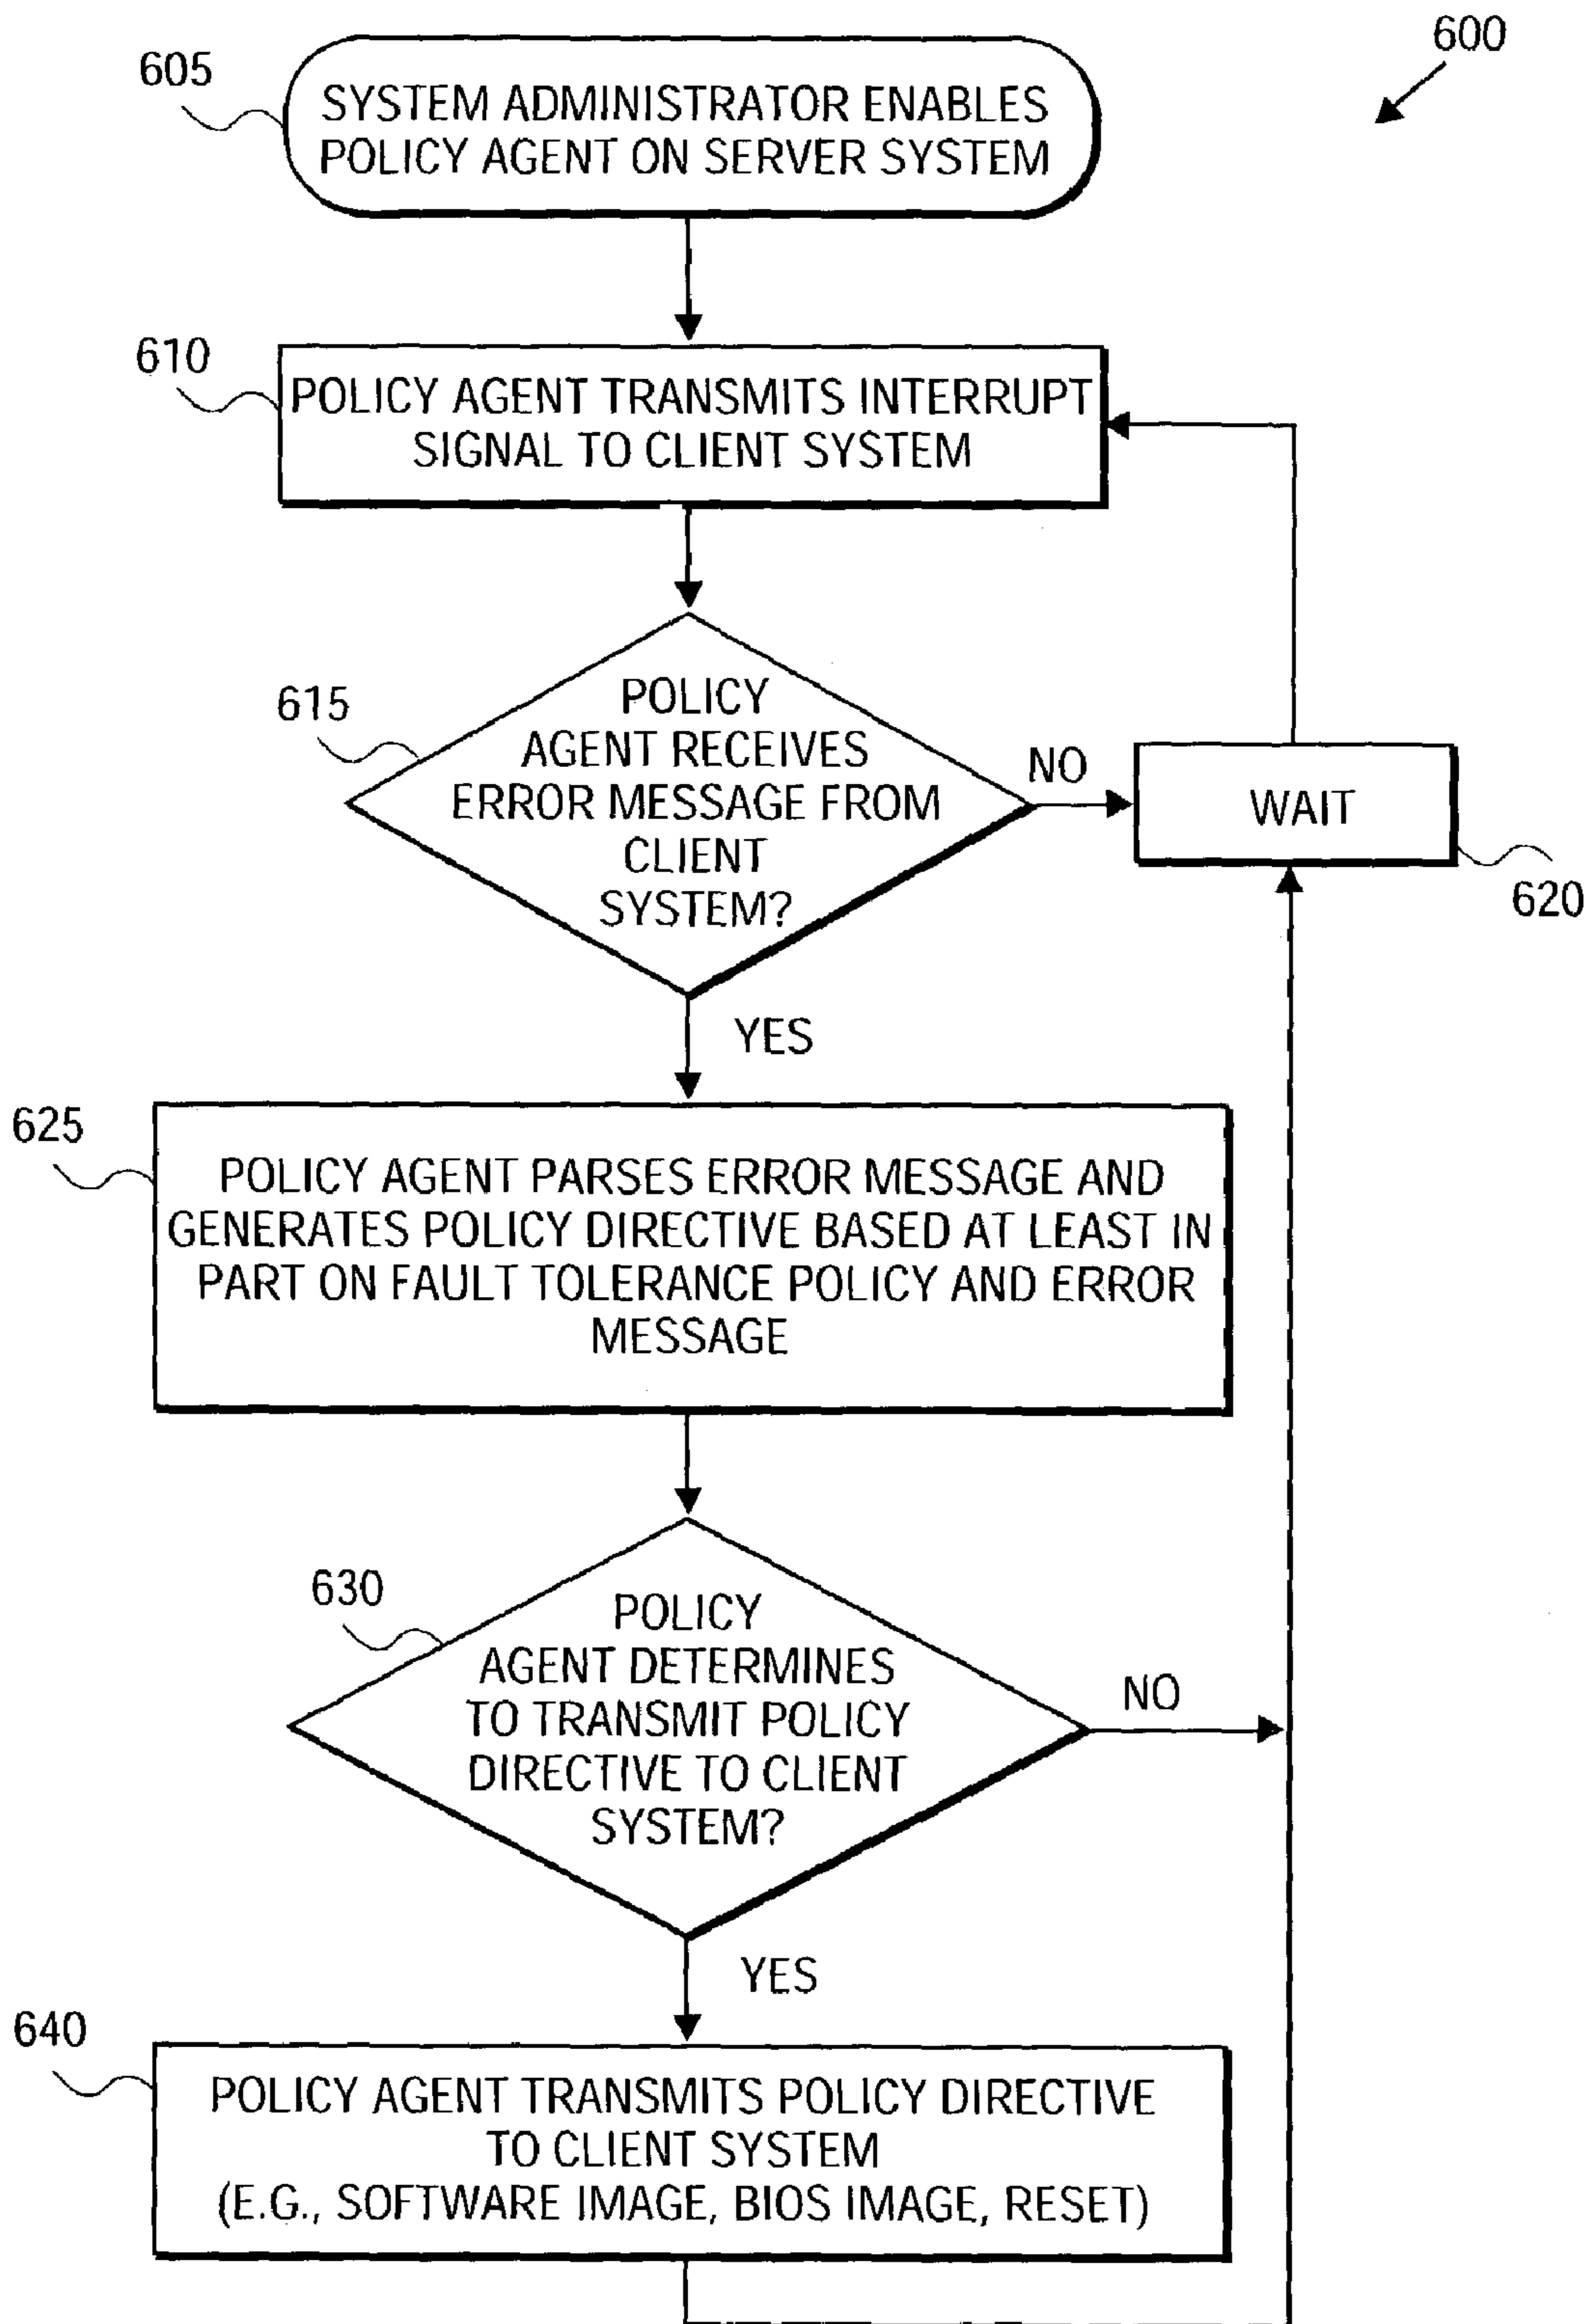 600
605
SYSTEM ADMINISTRATOR ENABLES
POLICY AGENT ON SERVER SYSTEM
610
POLICY AGENT TRANSMITS INTERRUPT
SIGNAL TO CLIENT SYSTEM
615
POLICY
AGENT RECEIVES
ERROR MESSAGE FROM
CLIENT
SYSTEM?
NO
WAIT
620
YES
625
POLICY AGENT PARSES ERROR MESSAGE AND
GENERATES POLICY DIRECTIVE BASED AT LEAST IN
PART ON FAULT TOLERANCE POLICY AND ERROR
MESSAGE
630
POLICY
AGENT DETERMINES
TO TRANSMIT POLICY
DIRECTIVE TO CLIENT
SYSTEM?
NO
YES
640
POLICY AGENT TRANSMITS POLICY DIRECTIVE
TO CLIENT SYSTEM
(E.G., SOFTWARE IMAGE, BIOS IMAGE, RESET)